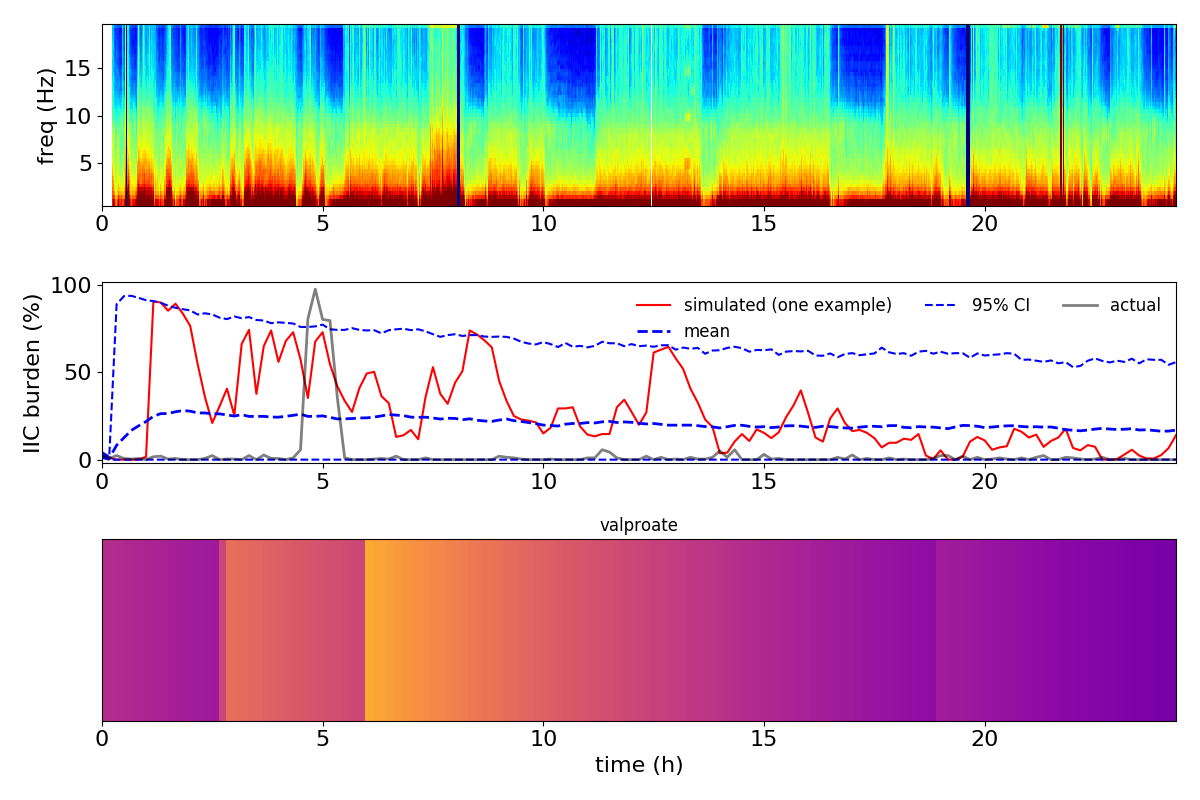 freq (Hz)
15
10
5
0 5 10 15 20
IIC burden (%)
100
50
0
simulated (one example)
mean
95% CI
actual
0 5 10 15 20
valproate
0 5 10 15 20
time (h)